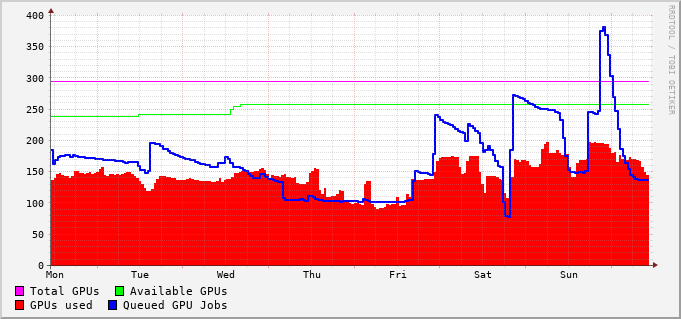 400
350
300
250
200
150
100
50
0
Mon Tue Wed Thu Fri Sat Sun
Total GPUs Available GPUs
GPUs used Queued GPU Jobs
RRDTOOL / TOBI OETIKER